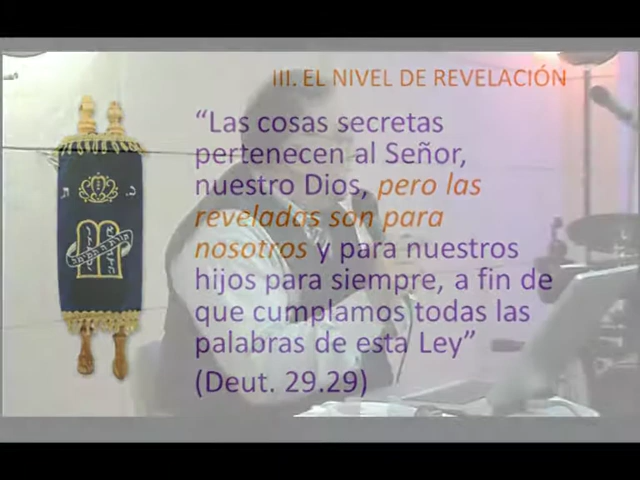 III. EL NIVEL DE REVELACIÓN
“Las cosas secretas
pertenecen al Señor,
nuestro Dios, pero las
reveladas son para
nosotros y para nuestros
hijos para siempre, a fin de
que cumplamos todas las
palabras de esta Ley”
(Deut. 29.29)